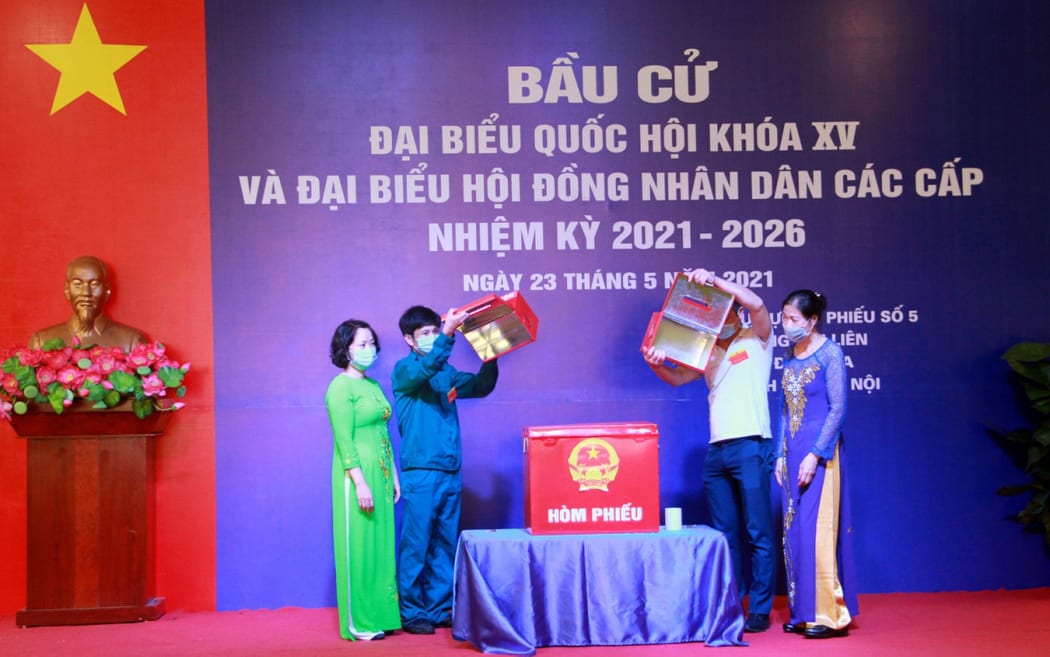 BẦU CỬ
ĐẠI BIỂU QUỐC HỘI KHÓA XV
VÀ ĐẠI BIỂU HỘI ĐỒNG NHÂN DÂN CÁC CẤP
NHIỆM KỲ 2021 - 2026
NGÀY 23 THÁNG 5 2021
PHIẾU SỐ 5
LIÊN
NỘI
HÒM PHIẾU